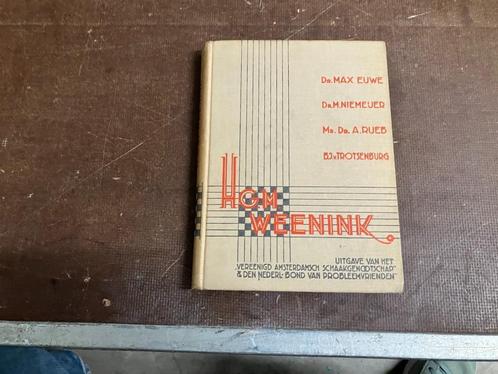 Dr. MAX EUWE
Dr. M. NIEMEIJER
Mr. Dr. A. RUEB
B.J.v TROTSENBURG
HGM
WEENINK
UITGAVE VAN HET
„VEREENIGD AMSTERDAMSCH SCHAAKGENOOTSCHAP"
& DEN „NEDERL. BOND VAN PROBLEEMVRIENDEN"